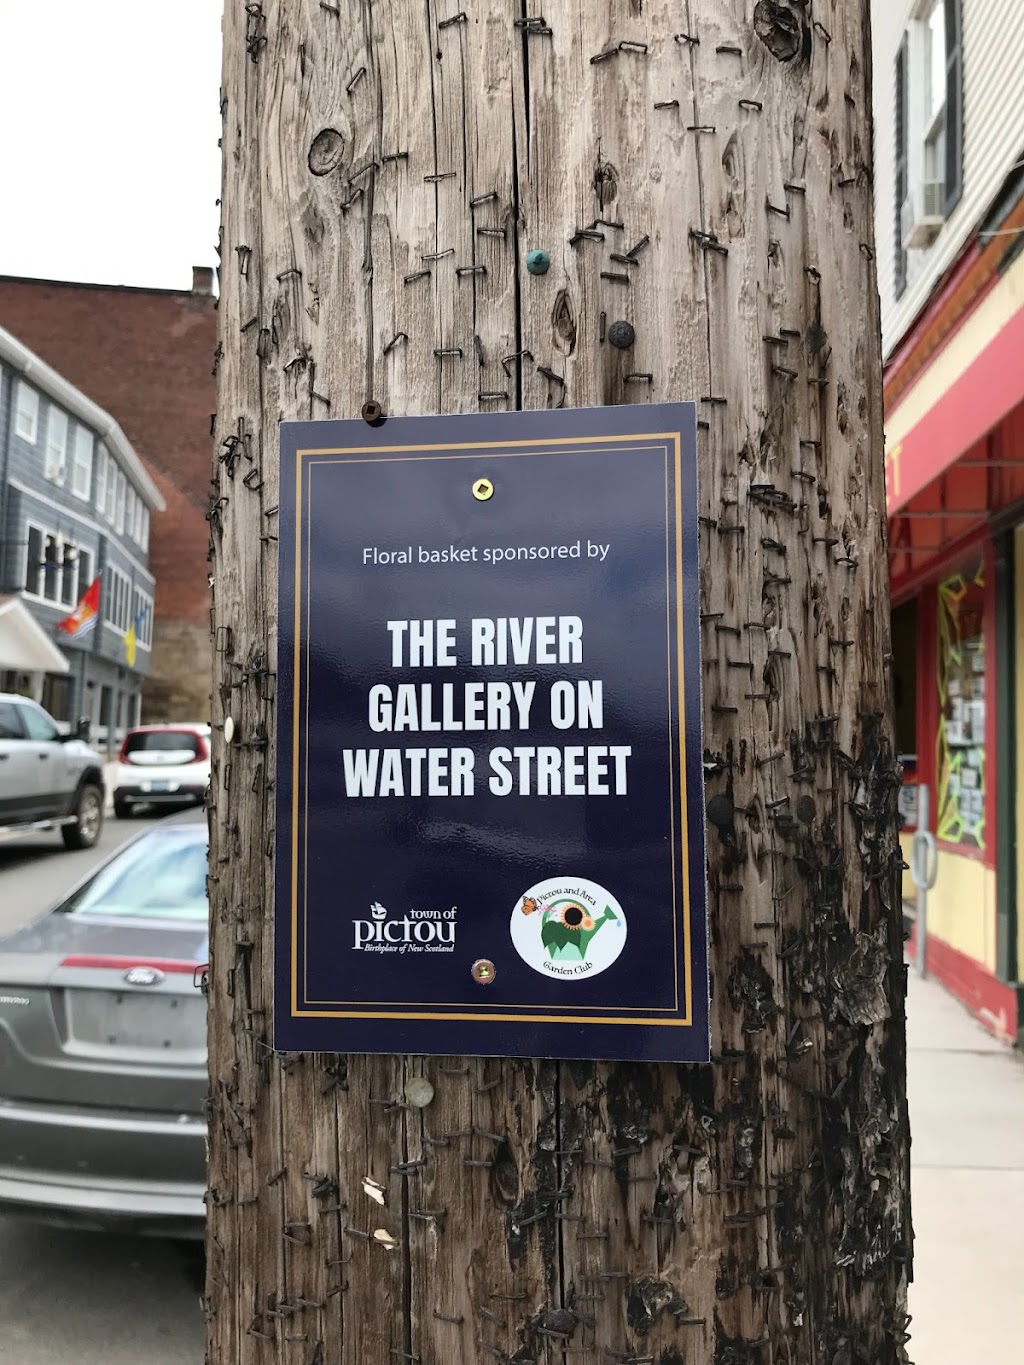 Floral basket sponsored by
THE RIVER
GALLERY ON
WATER STREET
town of
pictou
Birthplace of New Scotland
Pictou and Area
Garden Club
Ford